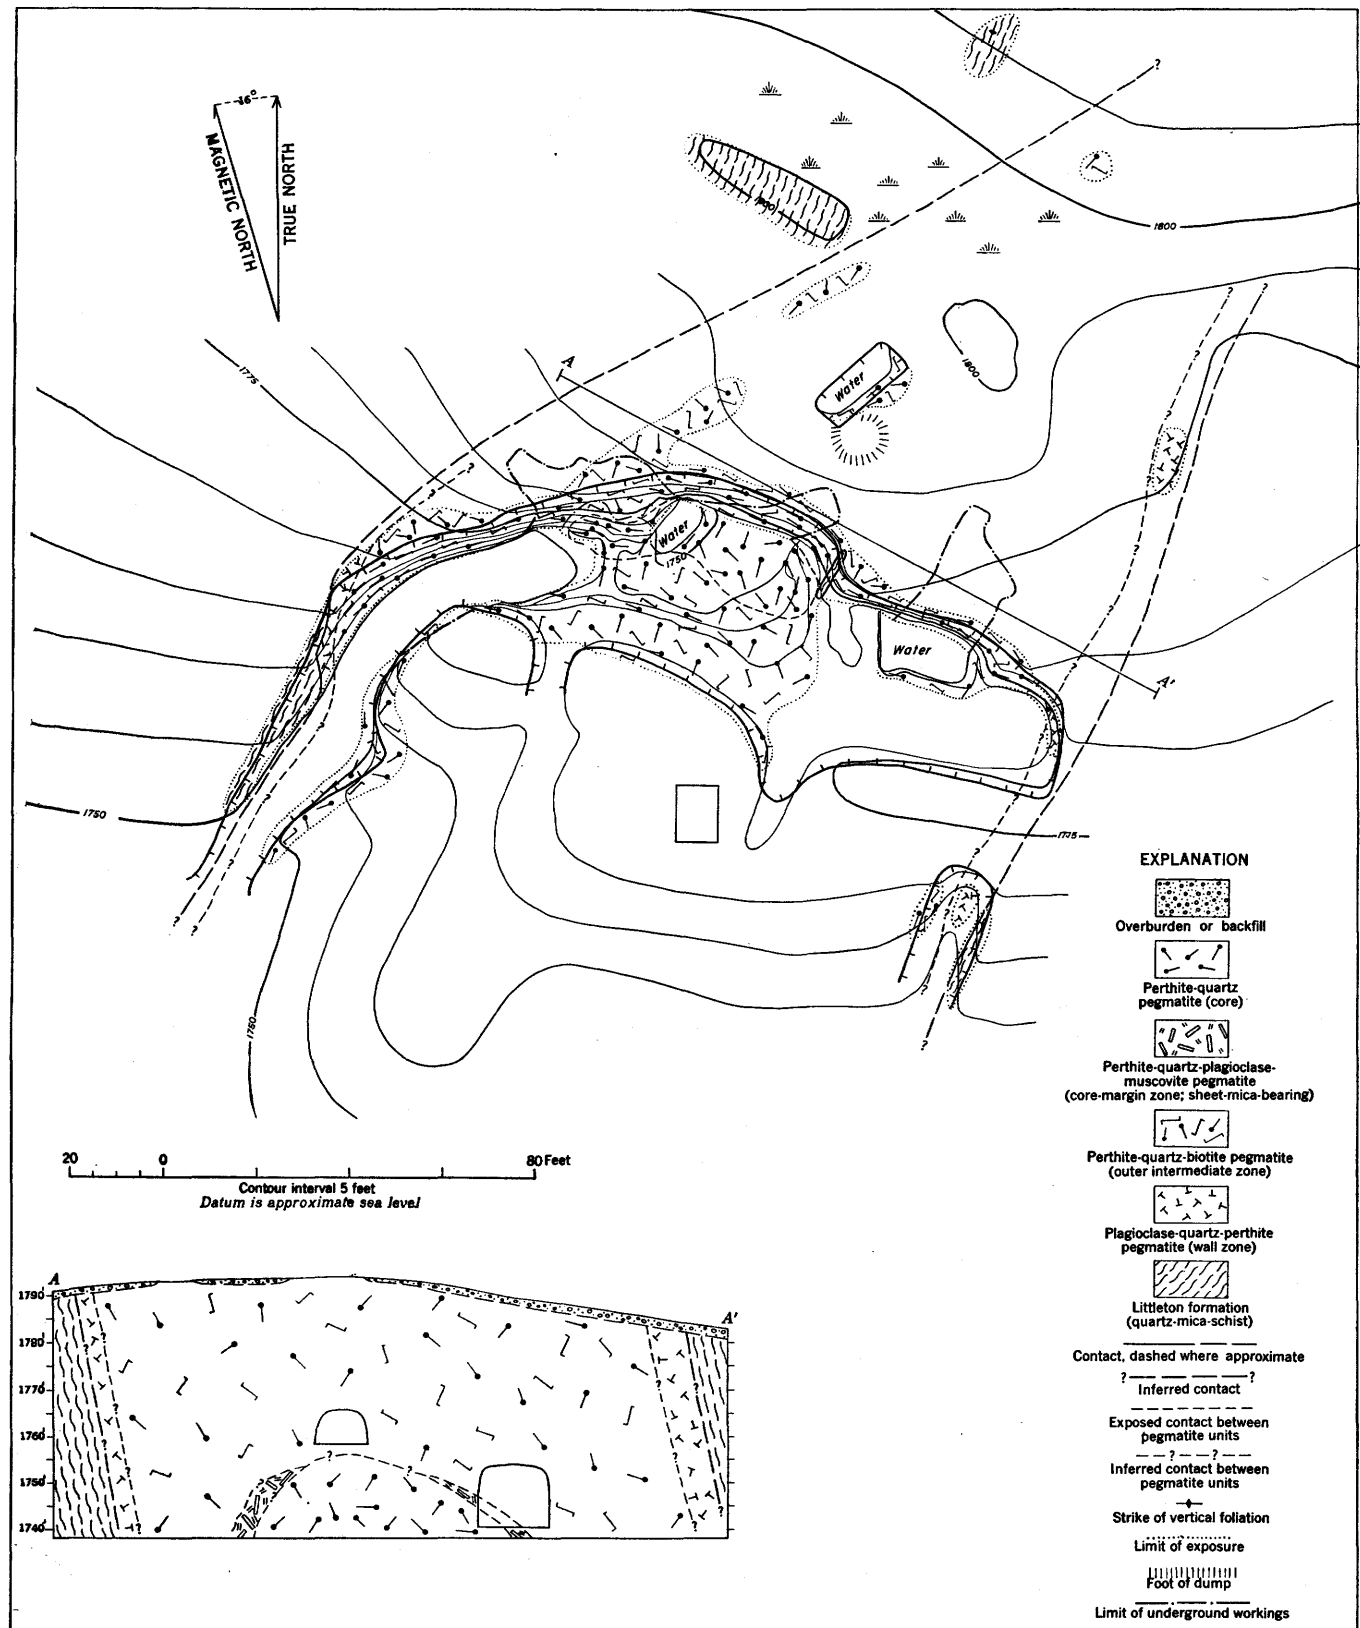 16°
MAGNETIC NORTH
TRUE NORTH
?
1800
1800
? ?
1775
A
Water
1800
?
?
?
?
?
Water
1750
?
Water
?
A'
?
1750
?
?
1775
?
?
? ?
?
?
1750
?
EXPLANATION
Overburden or backfill
Perthite-quartz
pegmatite (core)
Perthite-quartz-plagioclase-
muscovite pegmatite
(core-margin zone; sheet-mica-bearing)
Perthite-quartz-biotite pegmatite
(outer intermediate zone)
Plagioclase-quartz-perthite
pegmatite (wall zone)
Littleton formation
(quartz-mica-schist)
Contact, dashed where approximate
? ?
Inferred contact
Exposed contact between
pegmatite units
? ?
Inferred contact between
pegmatite units
Strike of vertical foliation
Limit of exposure
Foot of dump
Limit of underground workings
20 0 80 Feet
Contour interval 5 feet
Datum is approximate sea level
A
A'
1790'
1780'
1770'
1760'
1750'
1740'
? ? ?
? ?
? ?
? ?
? ?